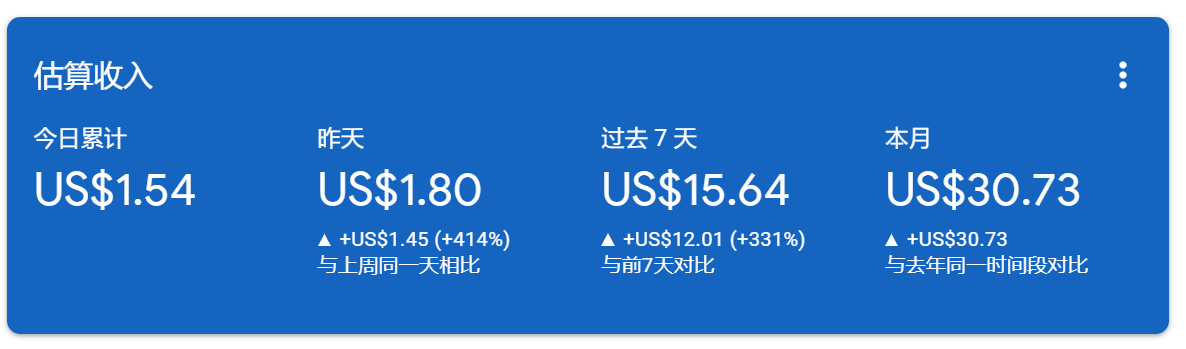 估算收入
今日累计
US$1.54
昨天
US$1.80
▲ +US$1.45 (+414%)
与上周同一天相比
过去 7 天
US$15.64
▲ +US$12.01 (+331%)
与前7天对比
本月
US$30.73
▲ +US$30.73
与去年同一时间段对比